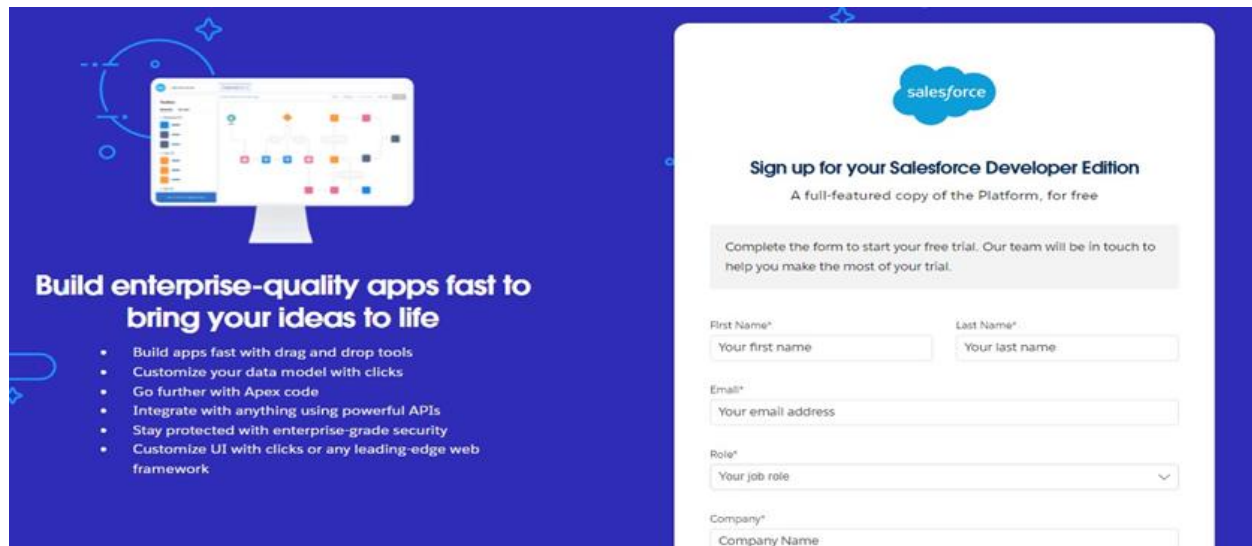 Build enterprise-quality apps fast to
bring your ideas to life
• Build apps fast with drag and drop tools
• Customize your data model with clicks
• Go further with Apex code
• Integrate with anything using powerful APIs
• Stay protected with enterprise-grade security
• Customize UI with clicks or any leading-edge web
framework
salesforce
Sign up for your Salesforce Developer Edition
A full-featured copy of the Platform, for free
Complete the form to start your free trial. Our team will be in touch to
help you make the most of your trial.
First Name*
Your first name
Last Name*
Your last name
Email*
Your email address
Role*
Your job role
Company*
Company Name